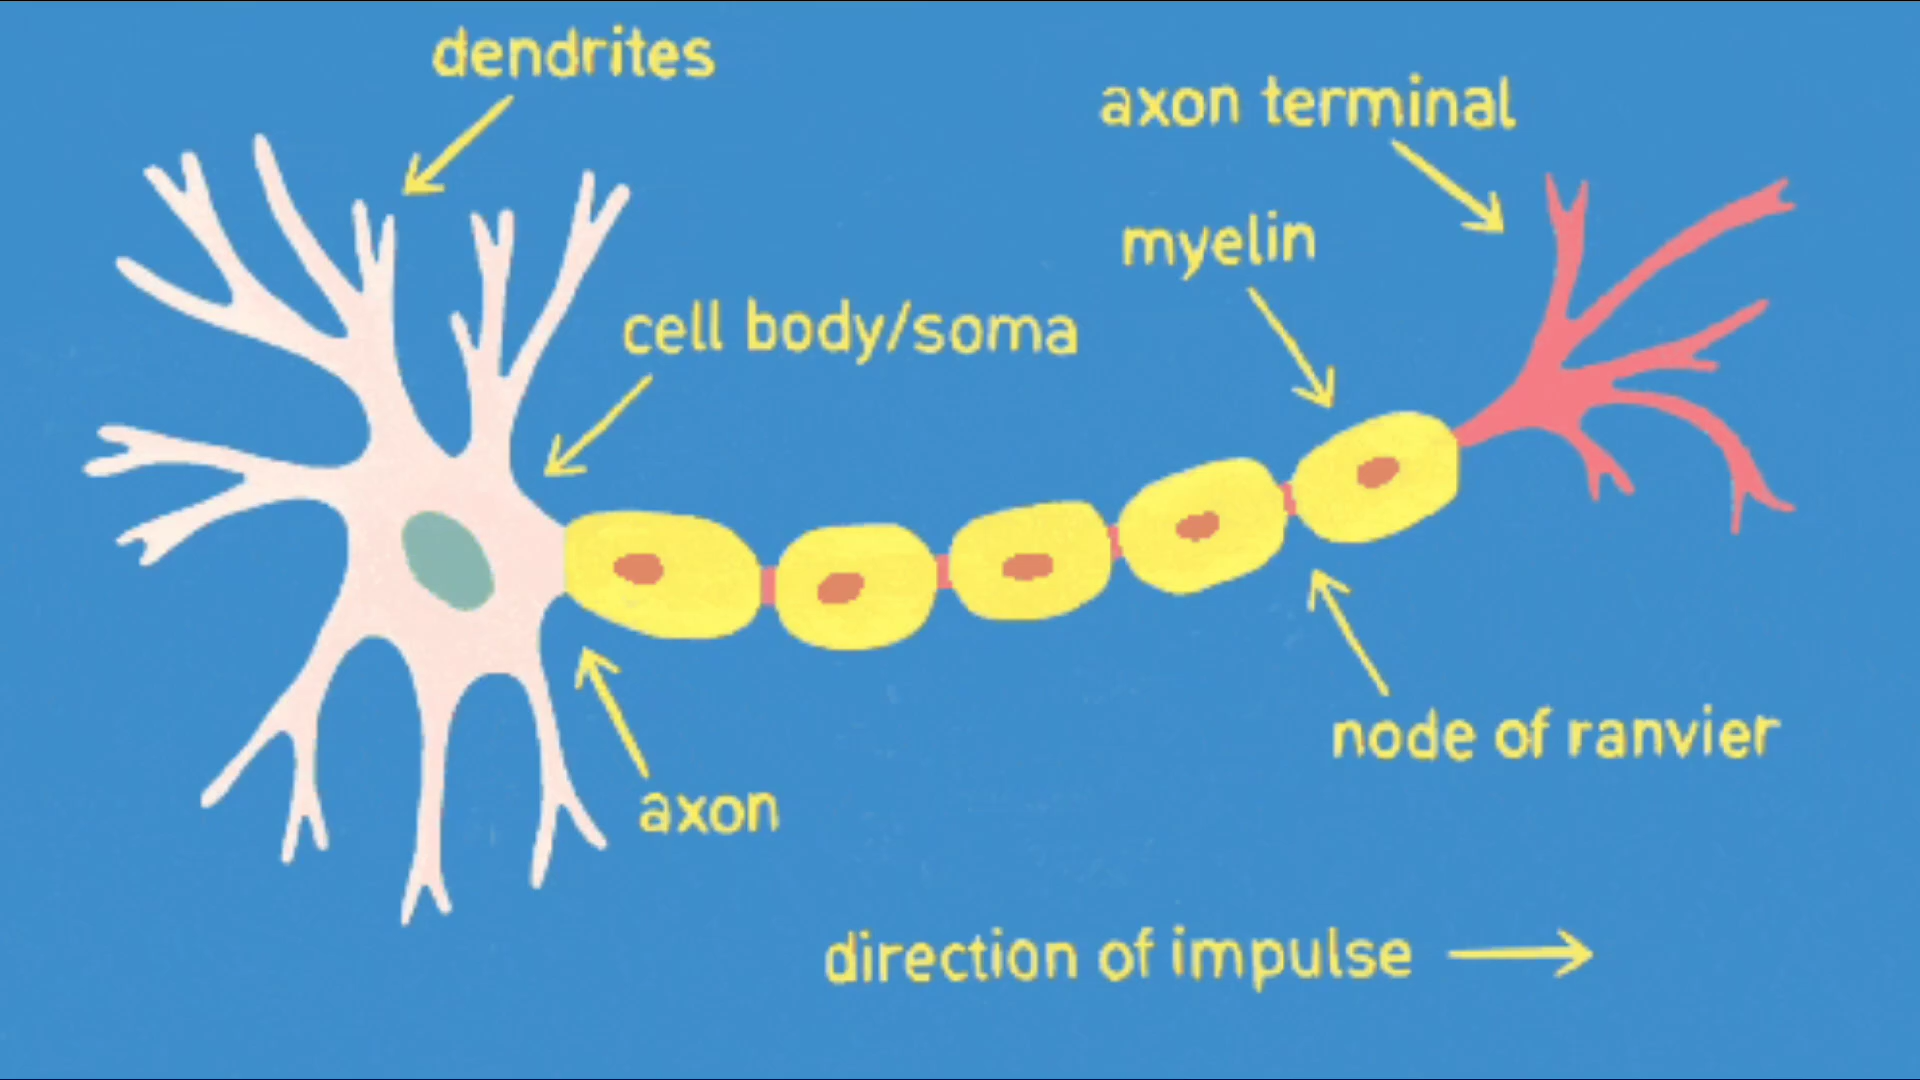 dendrites
axon terminal
myelin
cell body/soma
node of ranvier
axon
direction of impulse